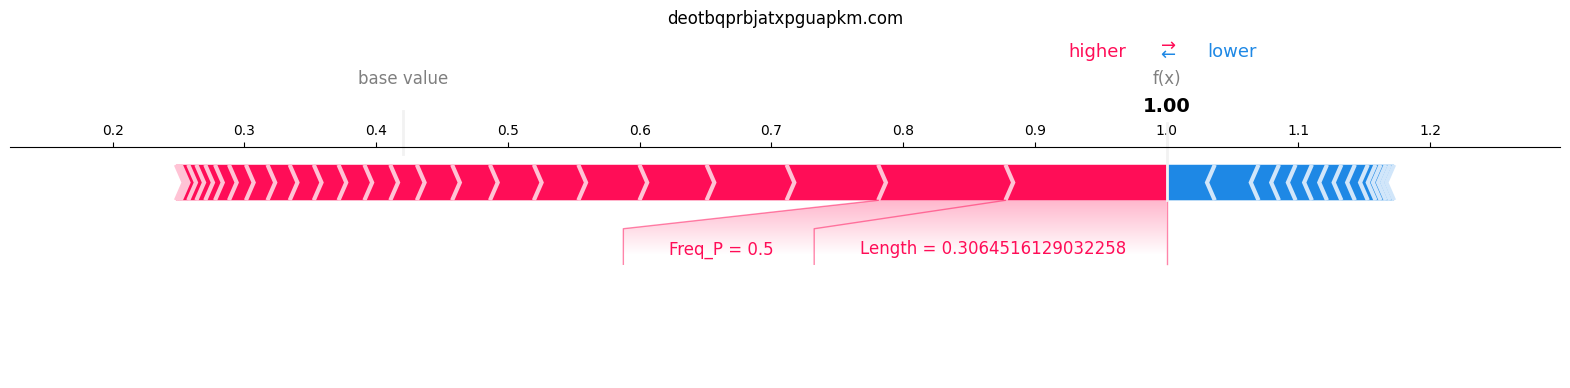 deotbqprbjatxpguapkm.com
higher → ← lower
base value f(x)
1.00
0.2 0.3 0.4 0.5 0.6 0.7 0.8 0.9 1.0 1.1 1.2
Freq_P = 0.5 Length = 0.3064516129032258